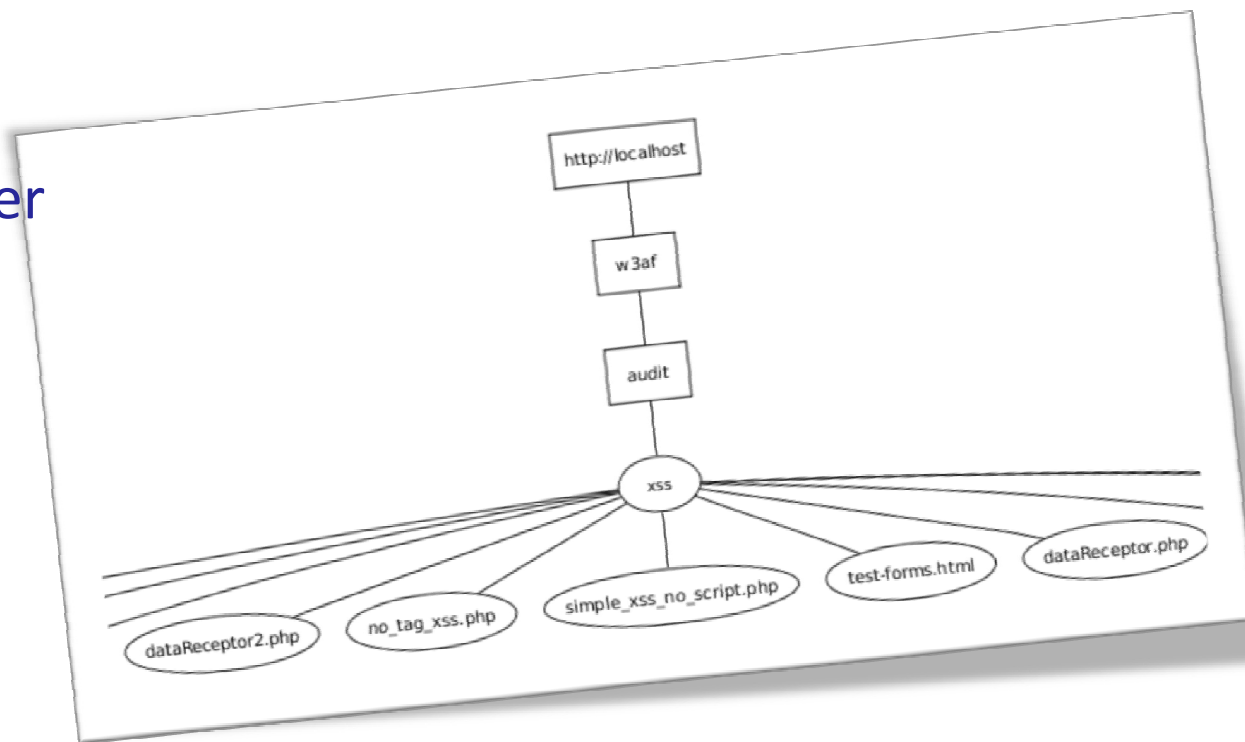 er
http://localhost
w3af
audit
xss
dataReceptor2.php
no_tag_xss.php
simple_xss_no_script.php
test-forms.html
dataReceptor.php